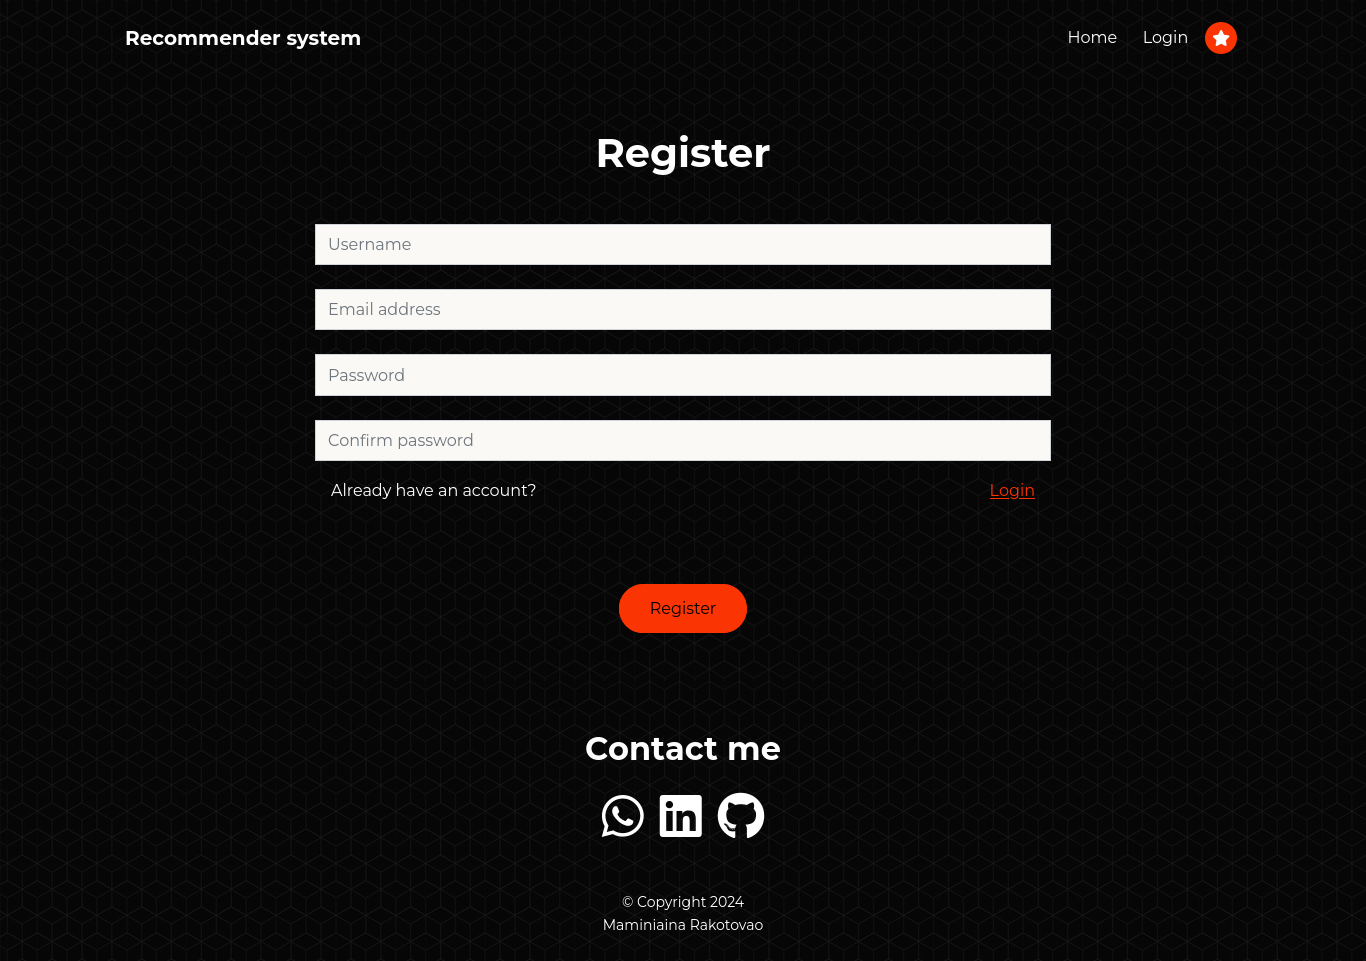 Recommender system
Home
Login
Register
Username
Email address
Password
Confirm password
Already have an account?
Login
Register
Contact me
© Copyright 2024
Maminiaina Rakotovao